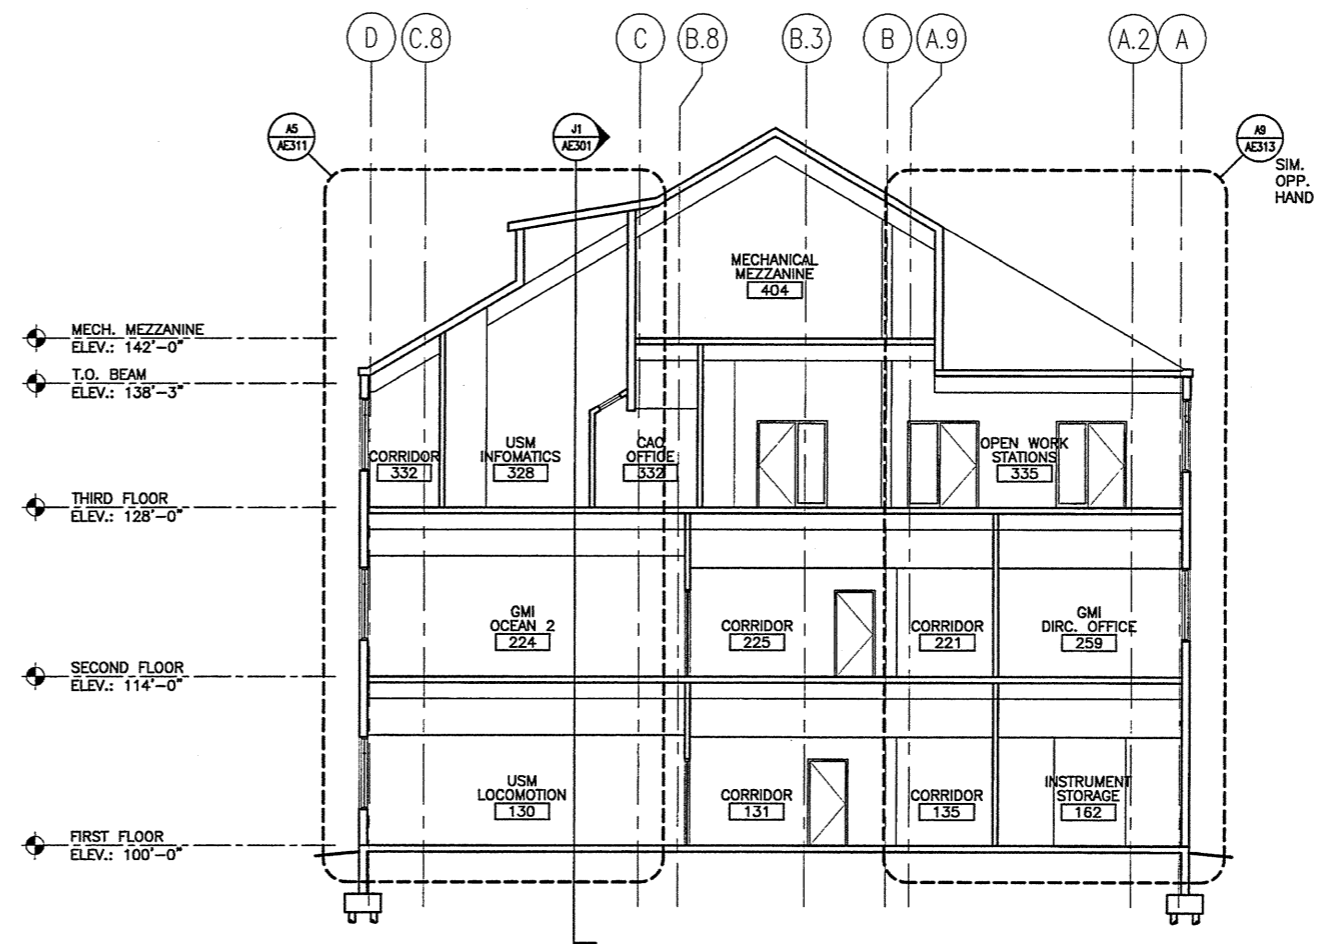 D C.8 C B.8 B.3 B A.9 A.2 A
A5
AE311
J1
AE301
A9
AE313
SIM.
OPP.
HAND
MECHANICAL
MEZZANINE
404
MECH. MEZZANINE
ELEV.: 142'-0"
T.O. BEAM
ELEV.: 138'-3"
CORRIDOR
332
USM
INFOMATICS
328
CAO
OFFICE
332
OPEN WORK
STATIONS
335
THIRD FLOOR
ELEV.: 128'-0"
GMI
OCEAN 2
224
CORRIDOR
225
CORRIDOR
221
GMI
DIRC. OFFICE
259
SECOND FLOOR
ELEV.: 114'-0"
USM
LOCOMOTION
130
CORRIDOR
131
CORRIDOR
135
INSTRUMENT
STORAGE
162
FIRST FLOOR
ELEV.: 100'-0"